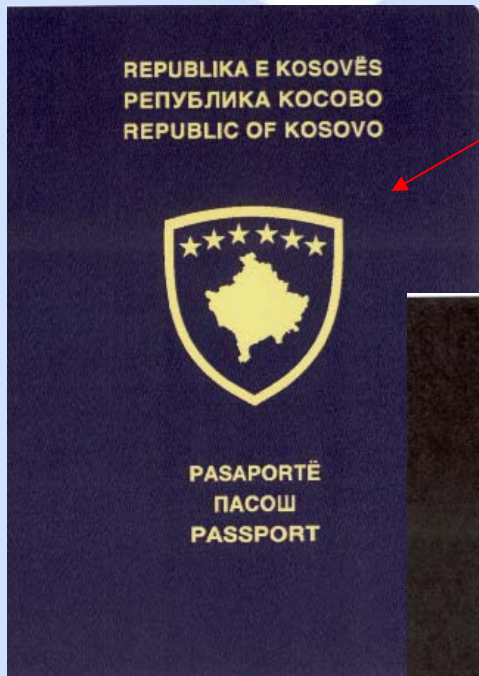 REPUBLIKA E KOSOVËS
РЕПУБЛИКА КОСОВО
REPUBLIC OF KOSOVO
PASAPORTË
ПАСОШ
PASSPORT